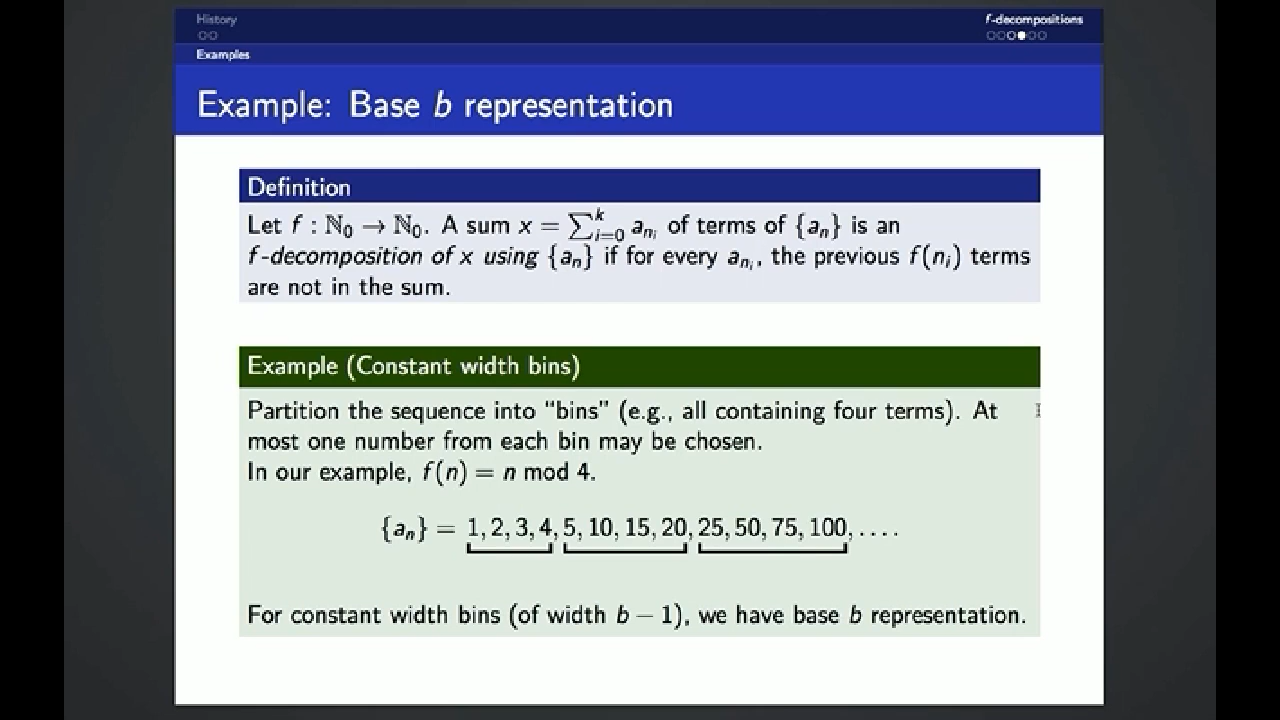 History
f-decompositions
Examples
Example: Base b representation
Definition
Let f : ℕ₀ → ℕ₀. A sum x = ∑ᵏᵢ₌₀ aₙᵢ of terms of {aₙ} is an
f-decomposition of x using {aₙ} if for every aₙᵢ, the previous f(nᵢ) terms
are not in the sum.
Example (Constant width bins)
Partition the sequence into “bins” (e.g., all containing four terms). At
most one number from each bin may be chosen.
In our example, f(n) = n mod 4.
{aₙ} = 1, 2, 3, 4, 5, 10, 15, 20, 25, 50, 75, 100, . . . .
For constant width bins (of width b − 1), we have base b representation.